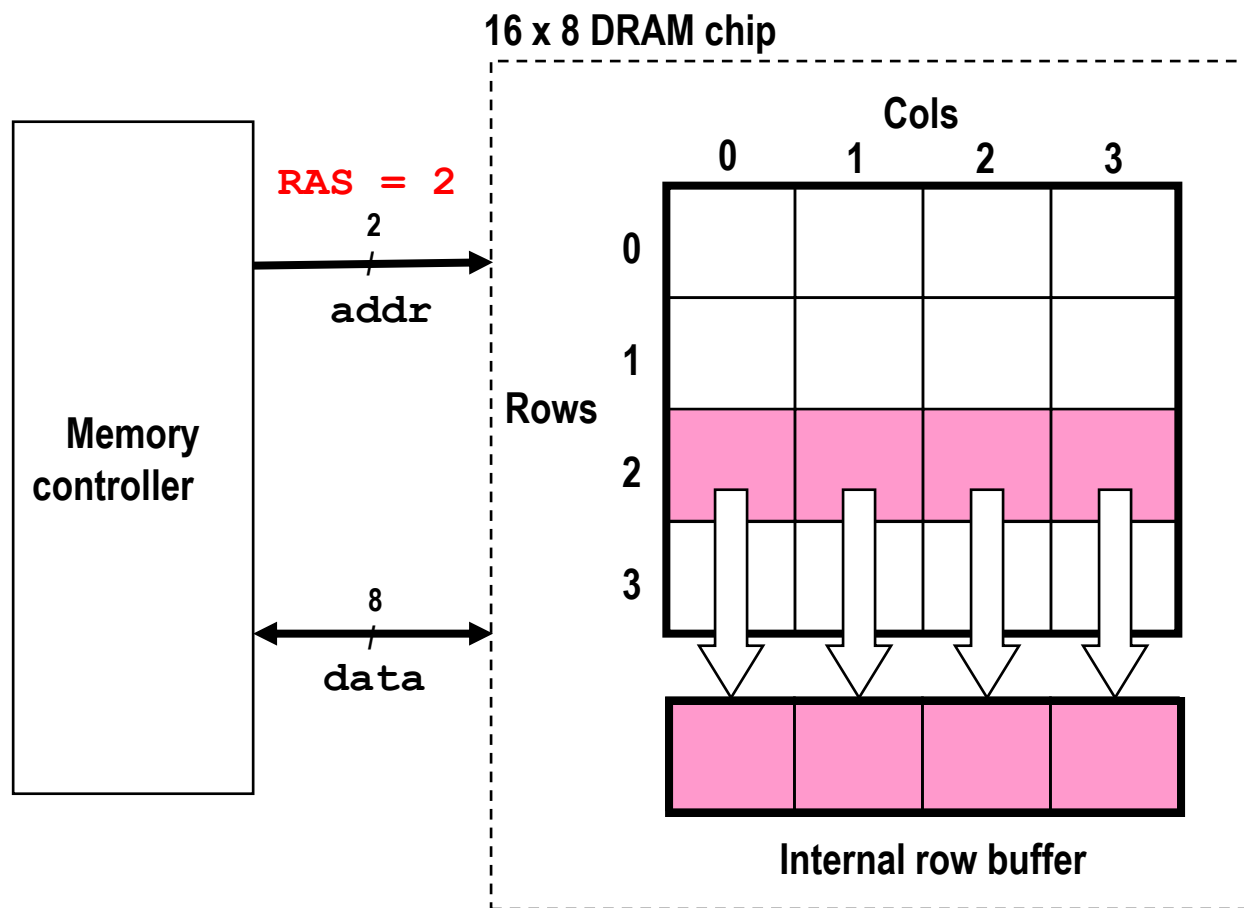 16 x 8 DRAM chip
Cols
0 1 2 3
RAS = 2
2
addr
0
1
Rows
2
3
Memory
controller
8
data
Internal row buffer